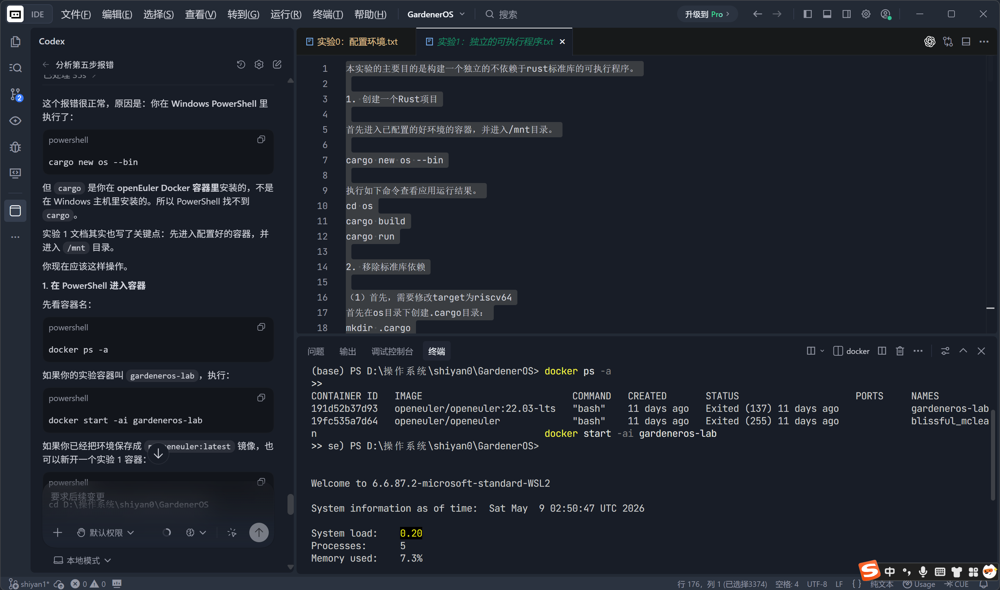 IDE 文件(F) 编辑(E) 选择(S) 查看(V) 转到(G) 运行(R) 终端(T) 帮助(H) GardenerOS 搜索 升级到 Pro
Codex
分析第五步报错
已处理 35s
这个报错很正常，原因是：你在 Windows PowerShell 里
执行了：
powershell
cargo new os --bin
但 cargo 是你在 openEuler Docker 容器里安装的，不是
在 Windows 主机里安装的。所以 PowerShell 找不到
cargo 。
实验 1 文档其实也写了关键点：先进入配置好的容器，并
进入 /mnt 目录。
你现在应该这样操作。
1. 在 PowerShell 进入容器
先看容器名：
powershell
docker ps -a
如果你的实验容器叫 gardeneros-lab ，执行：
powershell
docker start -ai gardeneros-lab
如果你已经把环境保存成 eneuler:latest 镜像，也
可以新开一个实验 1 容器：
powershell
要求后续变更
cd D:\操作系统\shiyan0\GardenerOS
默认权限
本地模式
实验0：配置环境.txt 实验1：独立的可执行程序.txt
1 本实验的主要目的是构建一个独立的不依赖于rust标准库的可执行程序。
2
3 1. 创建一个Rust项目
4
5 首先进入已配置的好环境的容器，并进入/mnt目录。
6
7 cargo new os --bin
8
9 执行如下命令查看应用运行结果。
10 cd os
11 cargo build
12 cargo run
13
14 2. 移除标准库依赖
15
16 （1）首先，需要修改target为riscv64
17 首先在os目录下创建.cargo目录：
18 mkdir .cargo
问题 输出 调试控制台 终端 docker
(base) PS D:\操作系统\shiyan0\GardenerOS> docker ps -a
>>
CONTAINER ID IMAGE COMMAND CREATED STATUS PORTS NAMES
191d52b37d93 openeuler/openeuler:22.03-lts "bash" 11 days ago Exited (137) 11 days ago gardeneros-lab
19fc535a7d64 openeuler/openeuler "bash" 11 days ago Exited (255) 11 days ago blissful_mclea
n docker start -ai gardeneros-lab
>> se) PS D:\操作系统\shiyan0\GardenerOS>
Welcome to 6.6.87.2-microsoft-standard-WSL2
System information as of time: Sat May 9 02:50:47 UTC 2026
System load: 0.20
Processes: 5
Memory used: 7.3%
中
shiyan1* 0 0 行 176，列 1 (已选择3374) 空格: 4 UTF-8 LF { } 纯文本 Usage CUE
2